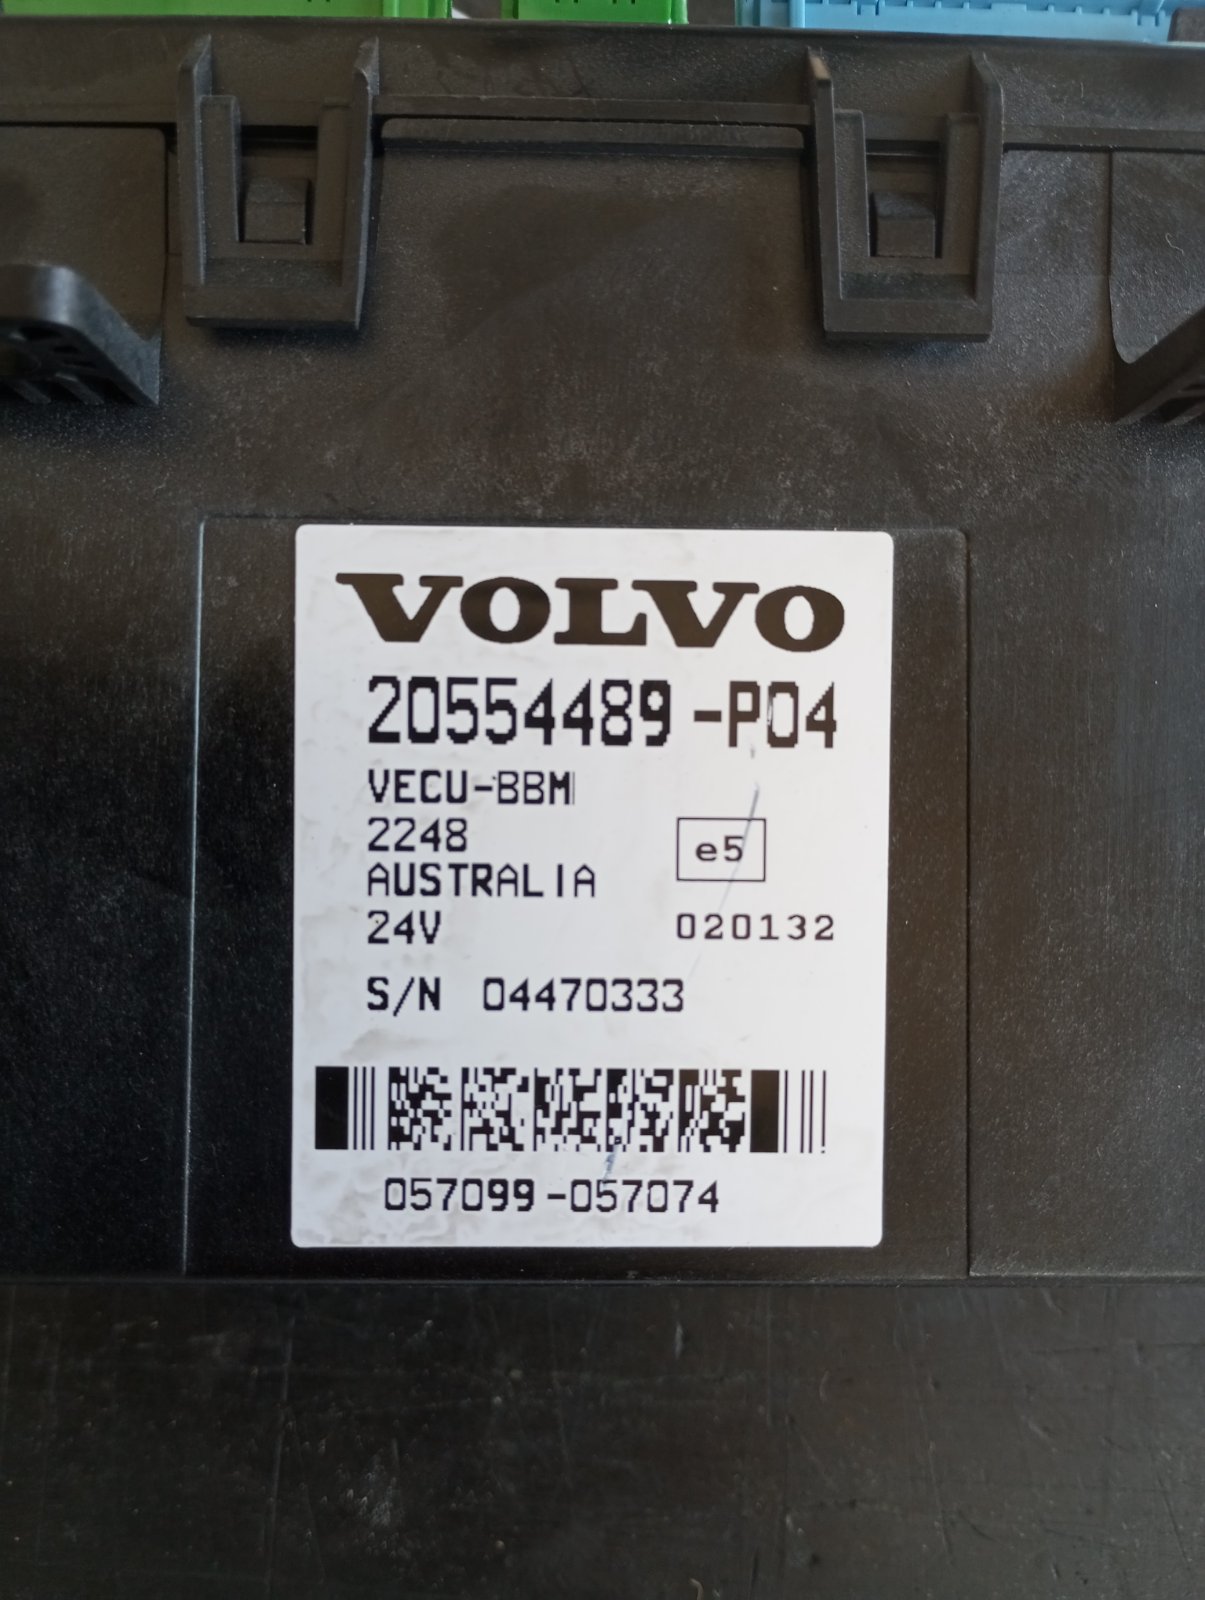 VOLVO
20554489-P04
VECU-BBM
2248
e5
AUSTRALIA
24V
020132
S/N 04470333
057099-057074